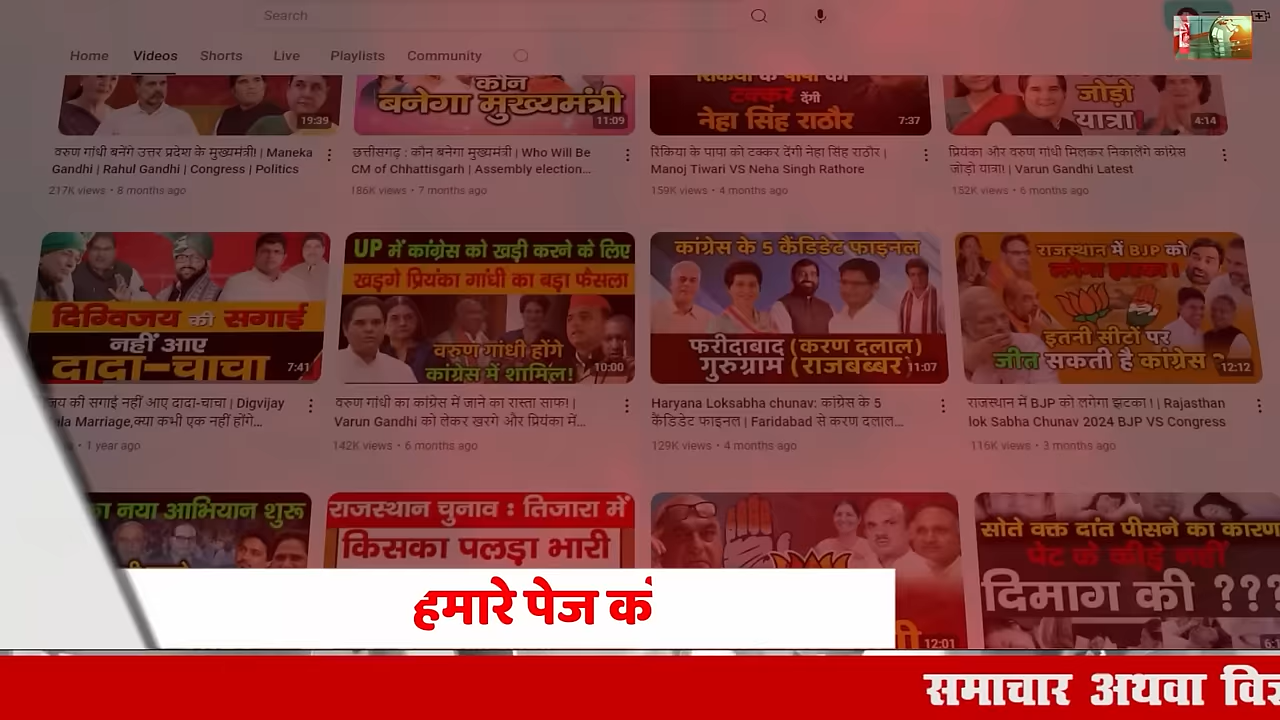 Search
Home Videos Shorts Live Playlists Community
कौन
बनेगा मुख्यमंत्री
टक्कर देंगी
नेहा सिंह राठौर
जोड़ो
यात्रा!
19:39
11:09
7:37
4:14
वरुण गांधी बनेंगे उत्तर प्रदेश के मुख्यमंत्री! | Maneka
Gandhi | Rahul Gandhi | Congress | Politics
217K views • 8 months ago
छत्तीसगढ़ : कौन बनेगा मुख्यमंत्री | Who Will Be
CM of Chhattisgarh | Assembly election...
186K views • 7 months ago
रिंकिया के पापा को टक्कर देंगी नेहा सिंह राठौर |
Manoj Tiwari VS Neha Singh Rathore
159K views • 4 months ago
प्रियंका और वरुण गांधी मिलकर निकालेंगे कांग्रेस
जोड़ो यात्रा! | Varun Gandhi Latest
152K views • 6 months ago
दिग्विजय की सगाई
नहीं आए
दादा-चाचा
7:41
UP में कांग्रेस को खड़ी करने के लिए
खड़गे प्रियंका गांधी का बड़ा फैसला
वरुण गांधी होंगे
कांग्रेस में शामिल!
10:00
कांग्रेस के 5 कैंडिडेट फाइनल
फरीदाबाद (करण दलाल)
गुरुग्राम (राजबब्बर)
11:07
राजस्थान में BJP को
लगेगा झटका !
इतनी सीटों पर
जीत सकती है कांग्रेस ?
12:12
जय की सगाई नहीं आए दादा-चाचा | Digvijay
ala Marriage,क्या कभी एक नहीं होंगे...
• 1 year ago
वरुण गांधी का कांग्रेस में जाने का रास्ता साफ! |
Varun Gandhi को लेकर खरगे और प्रियंका में...
142K views • 6 months ago
Haryana Loksabha chunav: कांग्रेस के 5
कैंडिडेट फाइनल | Faridabad से करण दलाल...
129K views • 4 months ago
राजस्थान में BJP को लगेगा झटका ! | Rajasthan
lok Sabha Chunav 2024 BJP VS Congress
116K views • 3 months ago
का नया आभियान शुरू
राजस्थान चुनाव : तिजारा में
किसका पलड़ा भारी
12:01
सोते वक्त दांत पीसने का कारण
पेट के कीड़े नहीं
दिमाग की ???
हमारे पेज को
समाचार अथवा विज्ञ